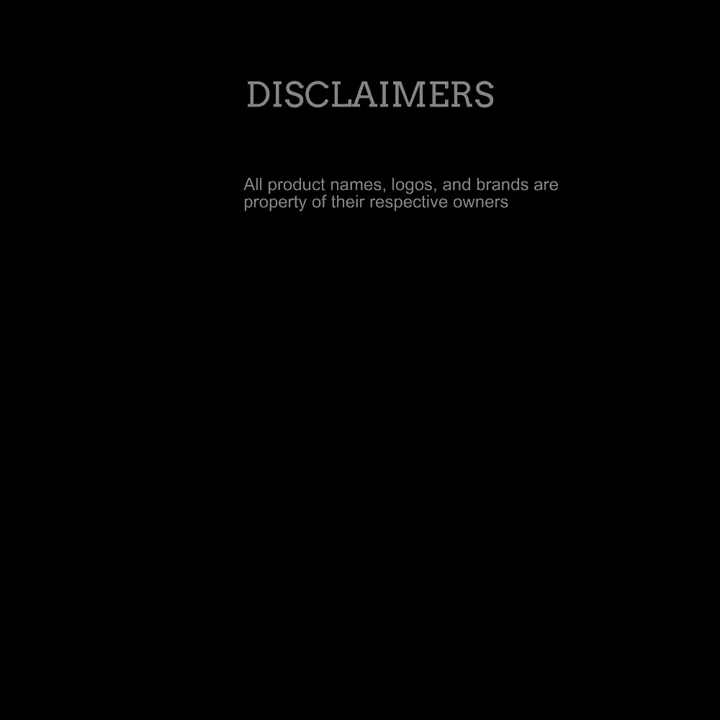 DISCLAIMERS
All product names, logos, and brands are
property of their respective owners